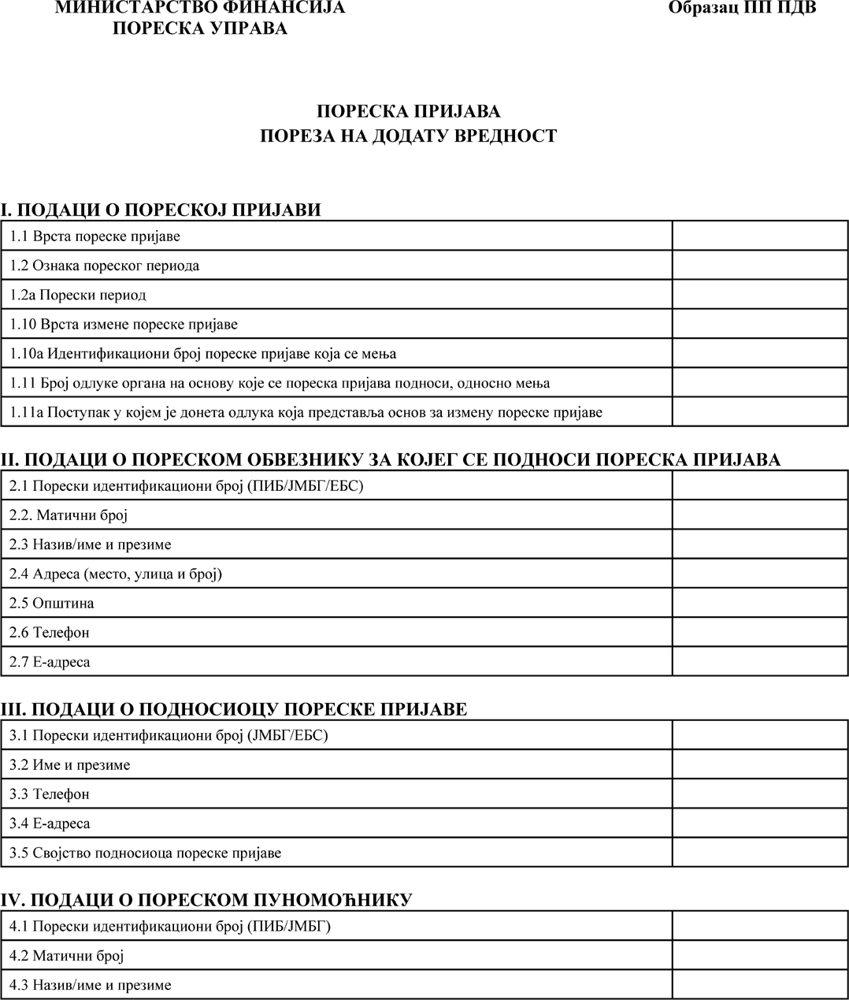 МИНИСТАРСТВО ФИНАНСИЈА Образац ПП ПДВ
ПОРЕСКА УПРАВА
ПОРЕСКА ПРИЈАВА
ПОРЕЗА НА ДОДАТУ ВРЕДНОСТ
I. ПОДАЦИ О ПОРЕСКОЈ ПРИЈАВИ
1.1 Врста пореске пријаве
1.2 Ознака пореског периода
1.2а Порески период
1.10 Врста измене пореске пријаве
1.10а Идентификациони број пореске пријаве која се мења
1.11 Број одлуке органа на основу које се пореска пријава подноси, односно мења
1.11а Поступак у којем је донета одлука која представља основ за измену пореске пријаве
II. ПОДАЦИ О ПОРЕСКОМ ОБВЕЗНИКУ ЗА КОЈЕГ СЕ ПОДНОСИ ПОРЕСКА ПРИЈАВА
2.1 Порески идентификациони број (ПИБ/ЈМБГ/ЕБС)
2.2. Матични број
2.3 Назив/име и презиме
2.4 Адреса (место, улица и број)
2.5 Општина
2.6 Телефон
2.7 Е-адреса
III. ПОДАЦИ О ПОДНОСИОЦУ ПОРЕСКЕ ПРИЈАВЕ
3.1 Порески идентификациони број (ЈМБГ/ЕБС)
3.2 Име и презиме
3.3 Телефон
3.4 Е-адреса
3.5 Својство подносиоца пореске пријаве
IV. ПОДАЦИ О ПОРЕСКОМ ПУНОМОЋНИКУ
4.1 Порески идентификациони број (ПИБ/ЈМБГ)
4.2 Матични број
4.3 Назив/име и презиме